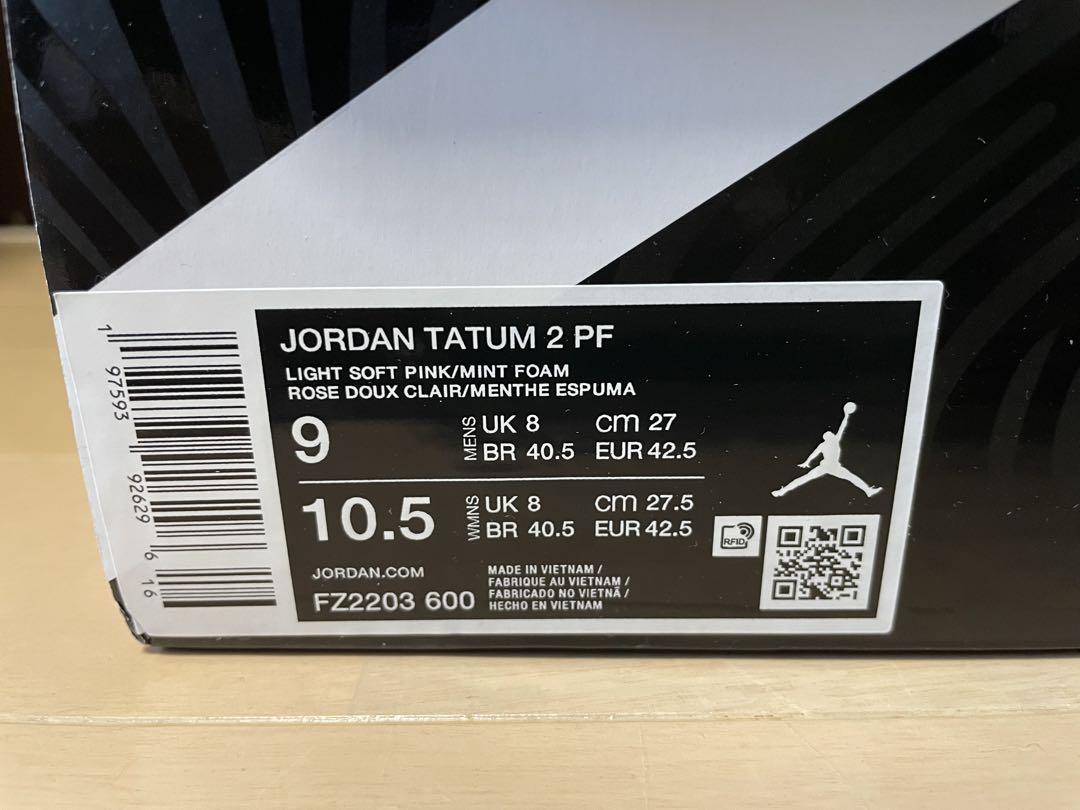 JORDAN TATUM 2 PF
LIGHT SOFT PINK/MINT FOAM
ROSE DOUX CLAIR/MENTHE ESPUMA
9 MENS UK 8 cm 27
BR 40.5 EUR 42.5
10.5 WMNS UK 8 cm 27.5
BR 40.5 EUR 42.5
RFID
JORDAN.COM
FZ2203 600
MADE IN VIETNAM /
FABRIQUE AU VIETNAM /
FABRICADO NO VIETNÃ /
HECHO EN VIETNAM
1 97593 92629 6 16